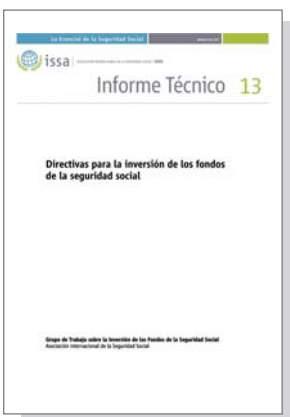 Lo Esencial de la Seguridad Social
issa
Informe Técnico 13
Directivas para la inversión de los fondos
de la seguridad social
Grupo de Trabajo sobre la Inversión de los Fondos de la Seguridad Social
Asociación Internacional de la Seguridad Social